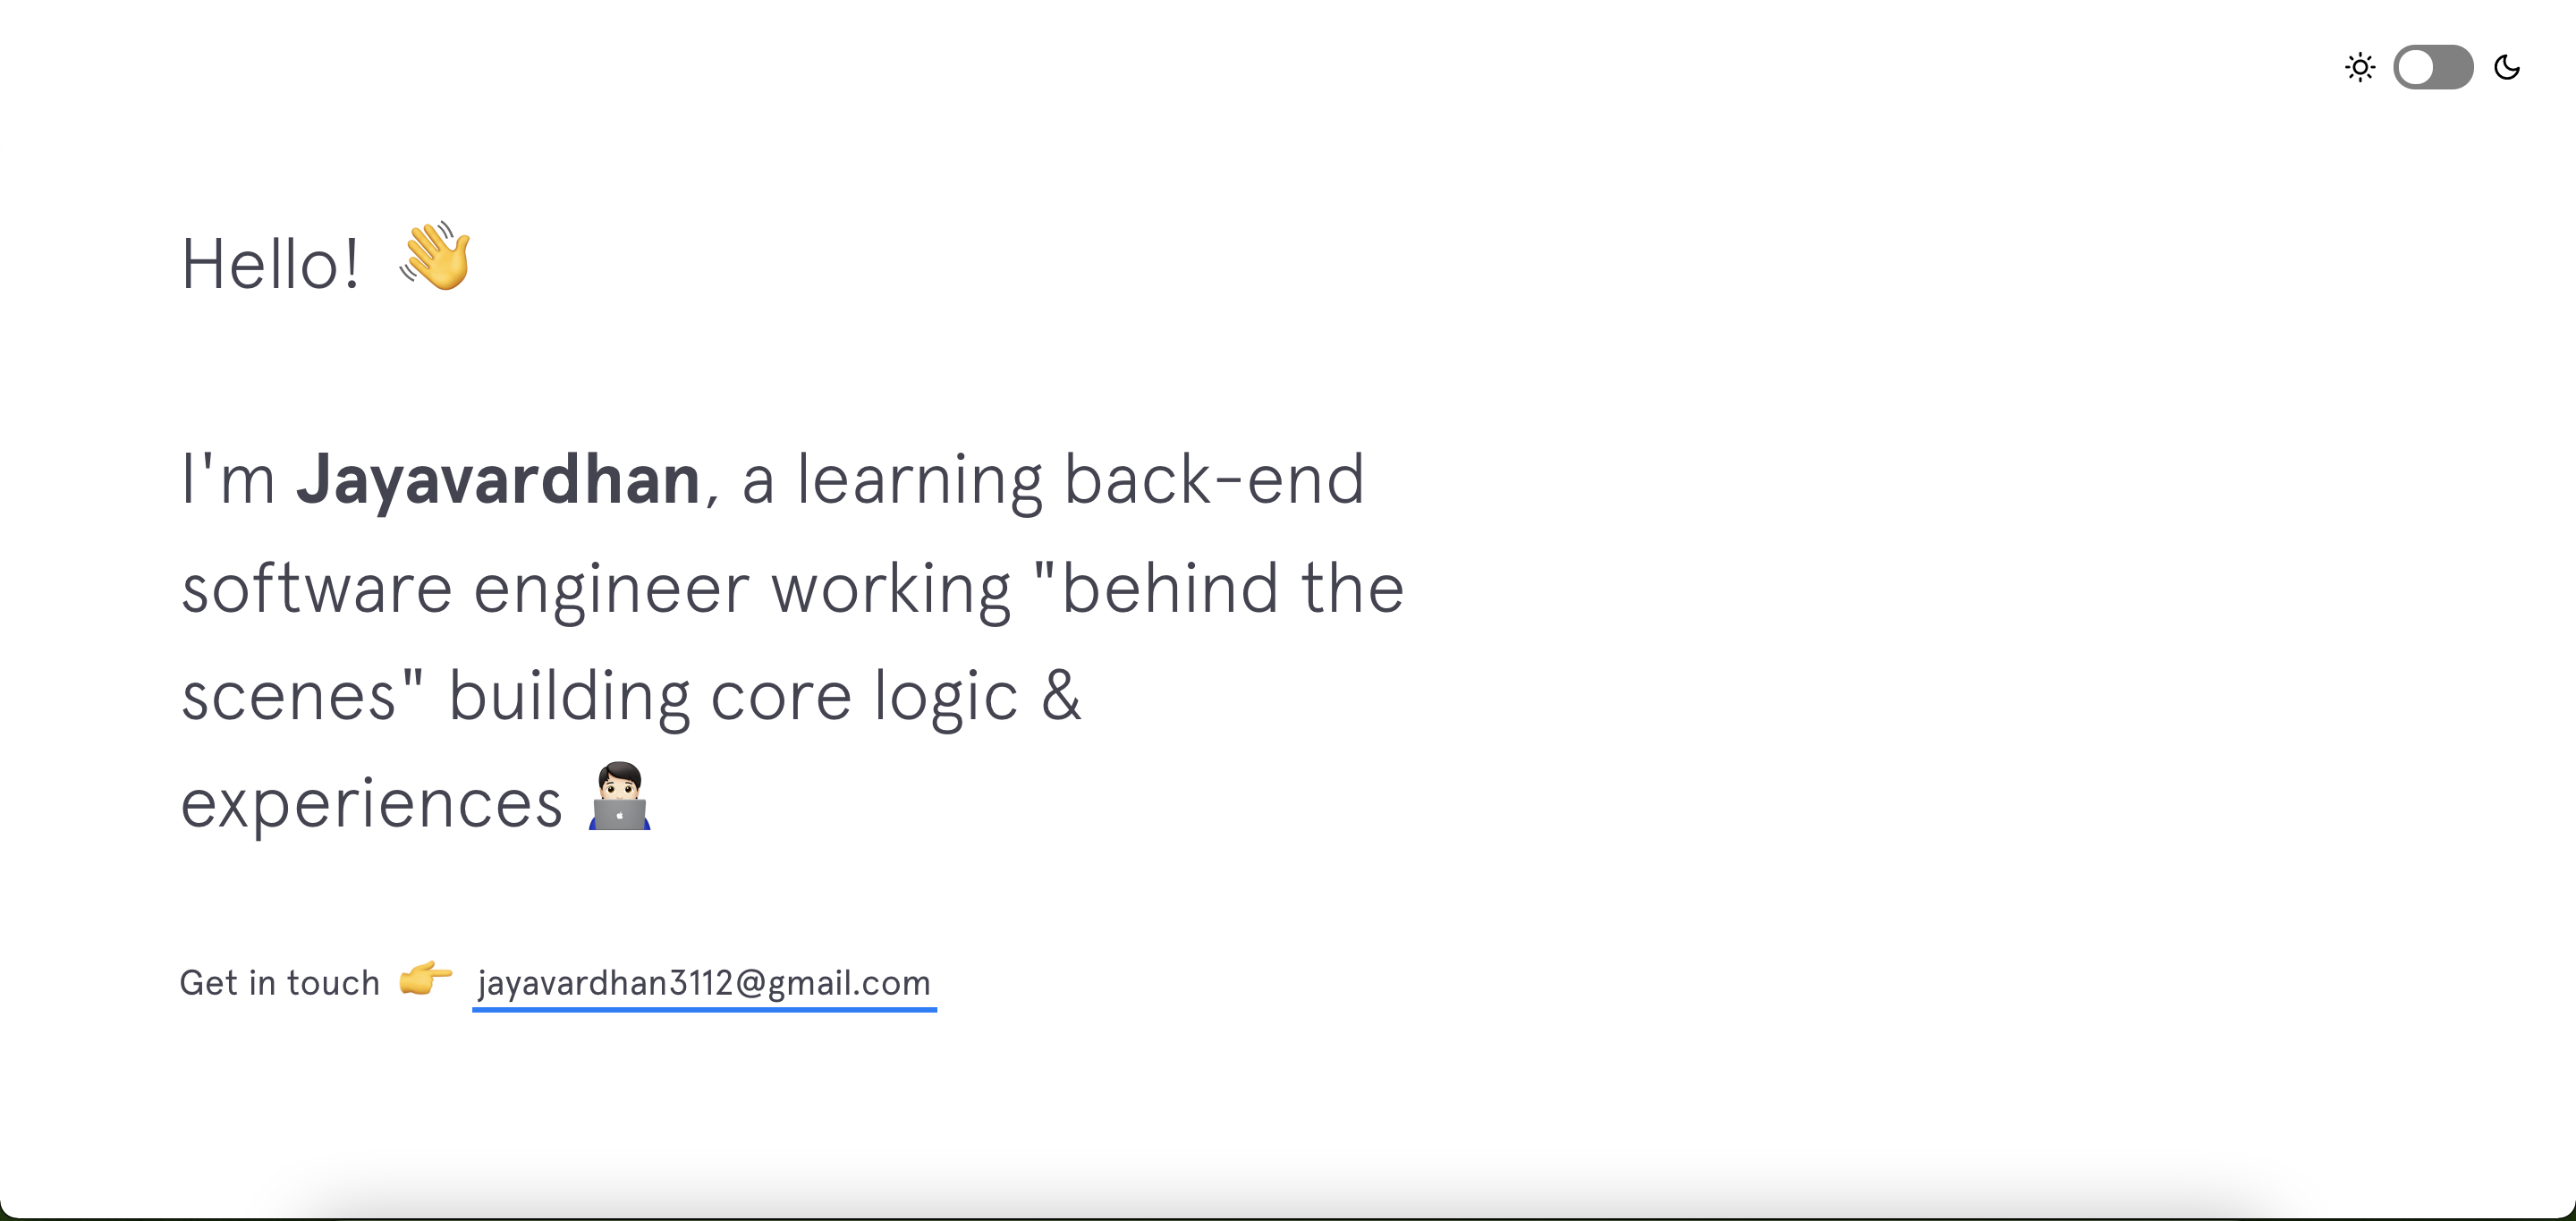 Hello! 👋
I'm Jayavardhan, a learning back-end
software engineer working "behind the
scenes" building core logic &
experiences 👨🏻‍💻
Get in touch 👉 jayavardhan3112@gmail.com